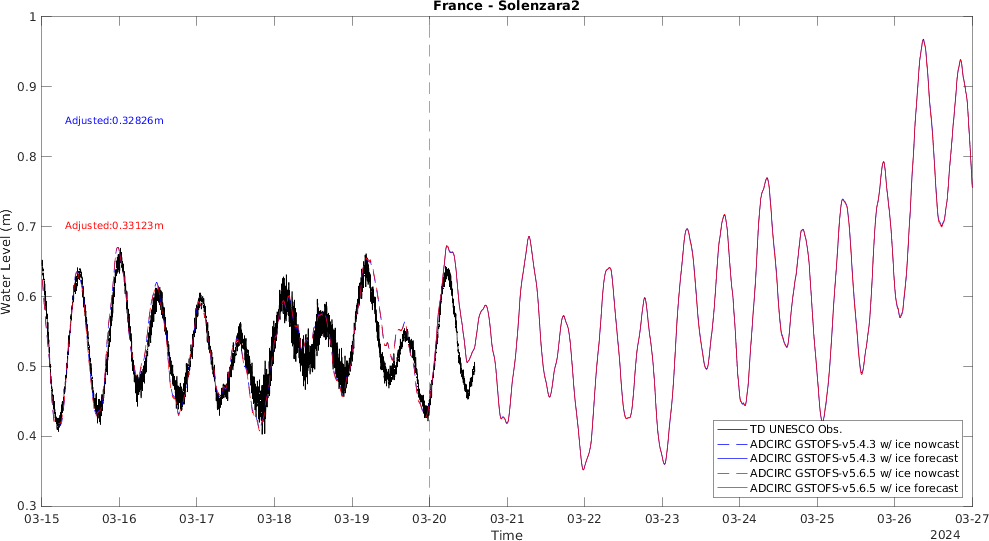 France - Solenzara2
1
0.9
0.8
0.7
0.6
0.5
0.4
0.3
Water Level (m)
Adjusted:0.32826m
Adjusted:0.33123m
TD UNESCO Obs.
ADCIRC GSTOFS-v5.4.3 w/ ice nowcast
ADCIRC GSTOFS-v5.4.3 w/ ice forecast
ADCIRC GSTOFS-v5.6.5 w/ ice nowcast
ADCIRC GSTOFS-v5.6.5 w/ ice forecast
03-15 03-16 03-17 03-18 03-19 03-20 03-21 03-22 03-23 03-24 03-25 03-26 03-27
Time
2024